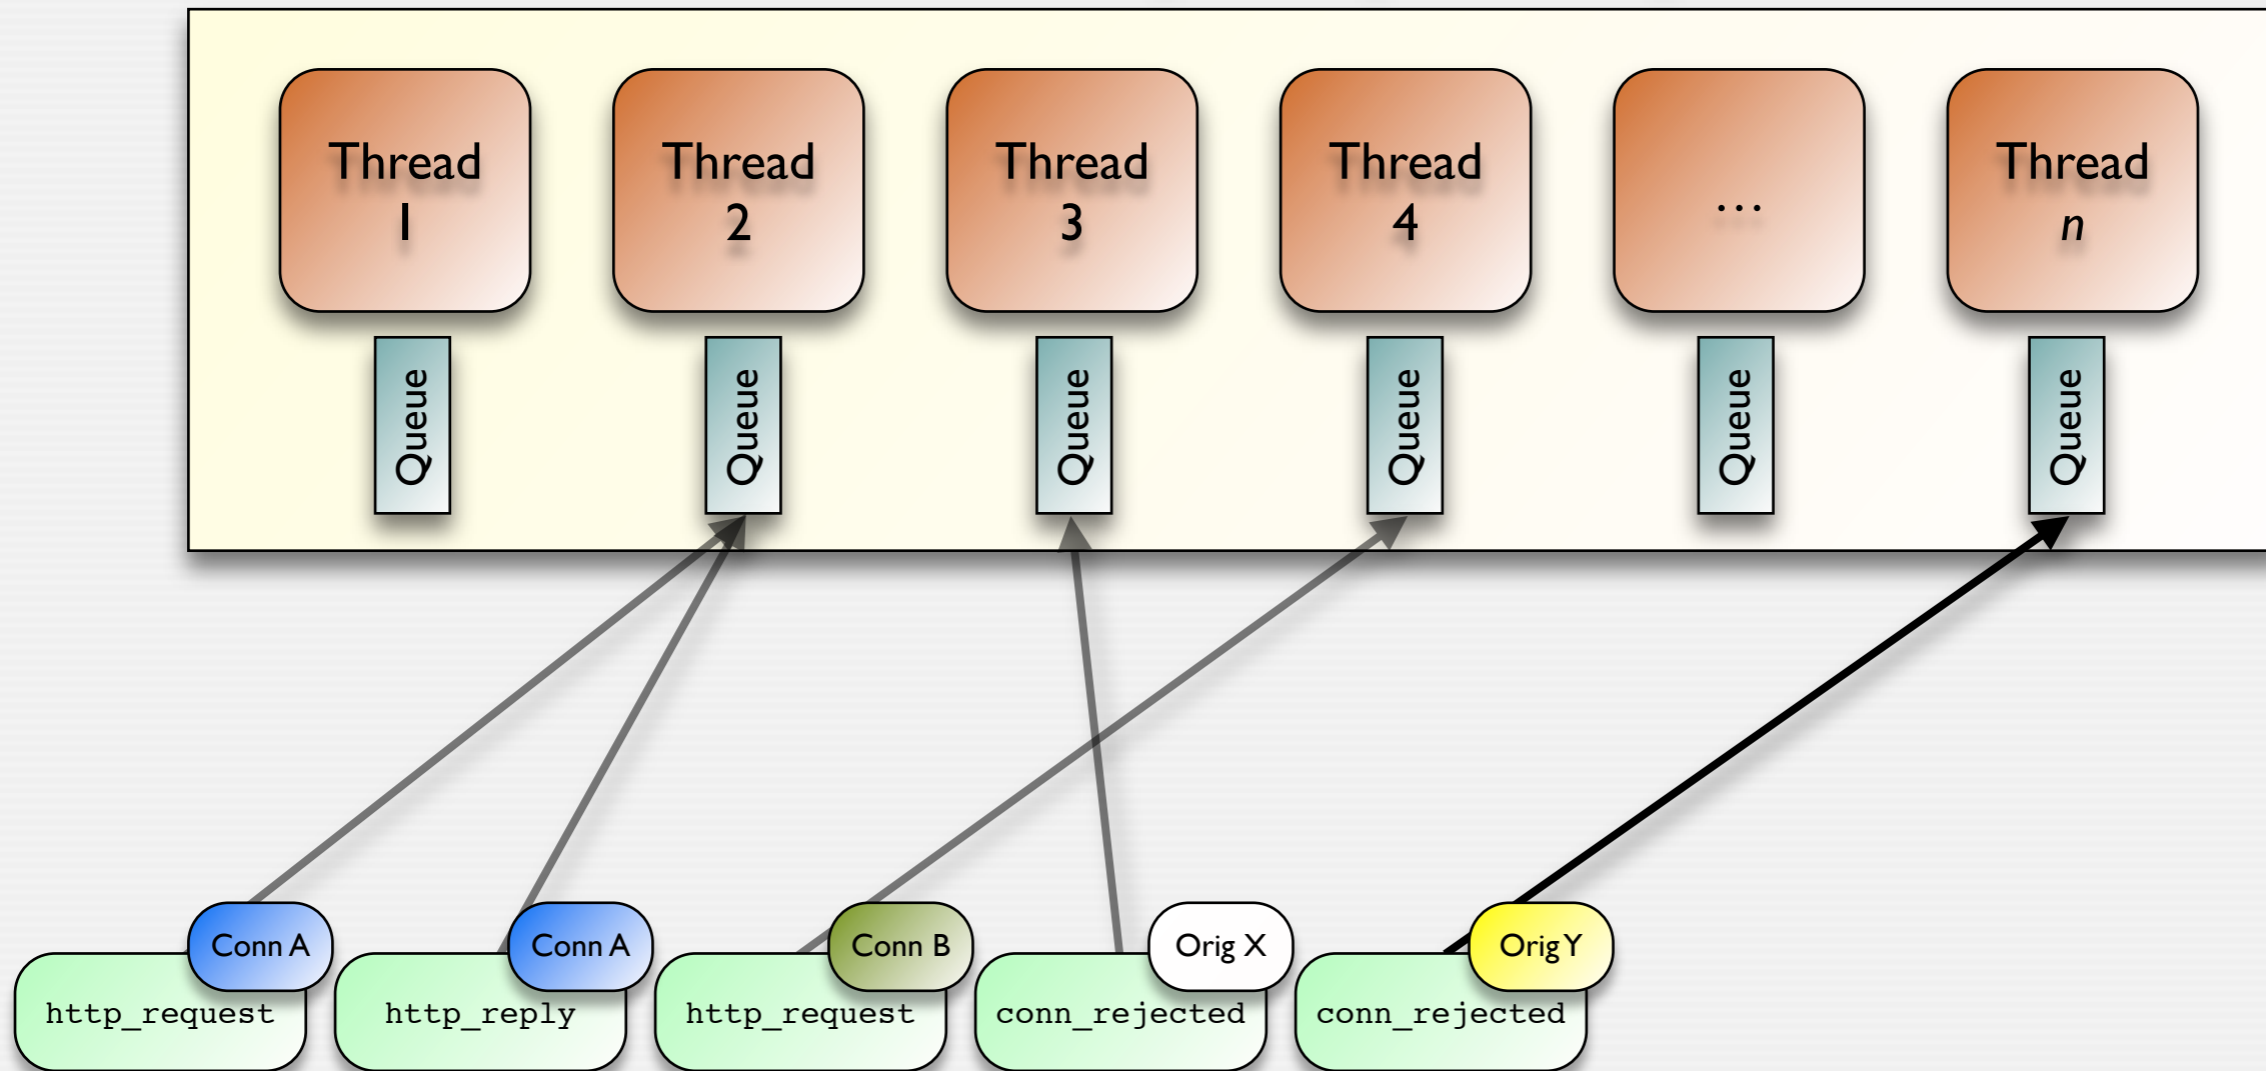 Thread
1
Thread
2
Thread
3
Thread
4
...
Thread
n
Queue
Queue
Queue
Queue
Queue
Queue
Conn A
http_request
Conn A
http_reply
Conn B
http_request
Orig X
conn_rejected
Orig Y
conn_rejected